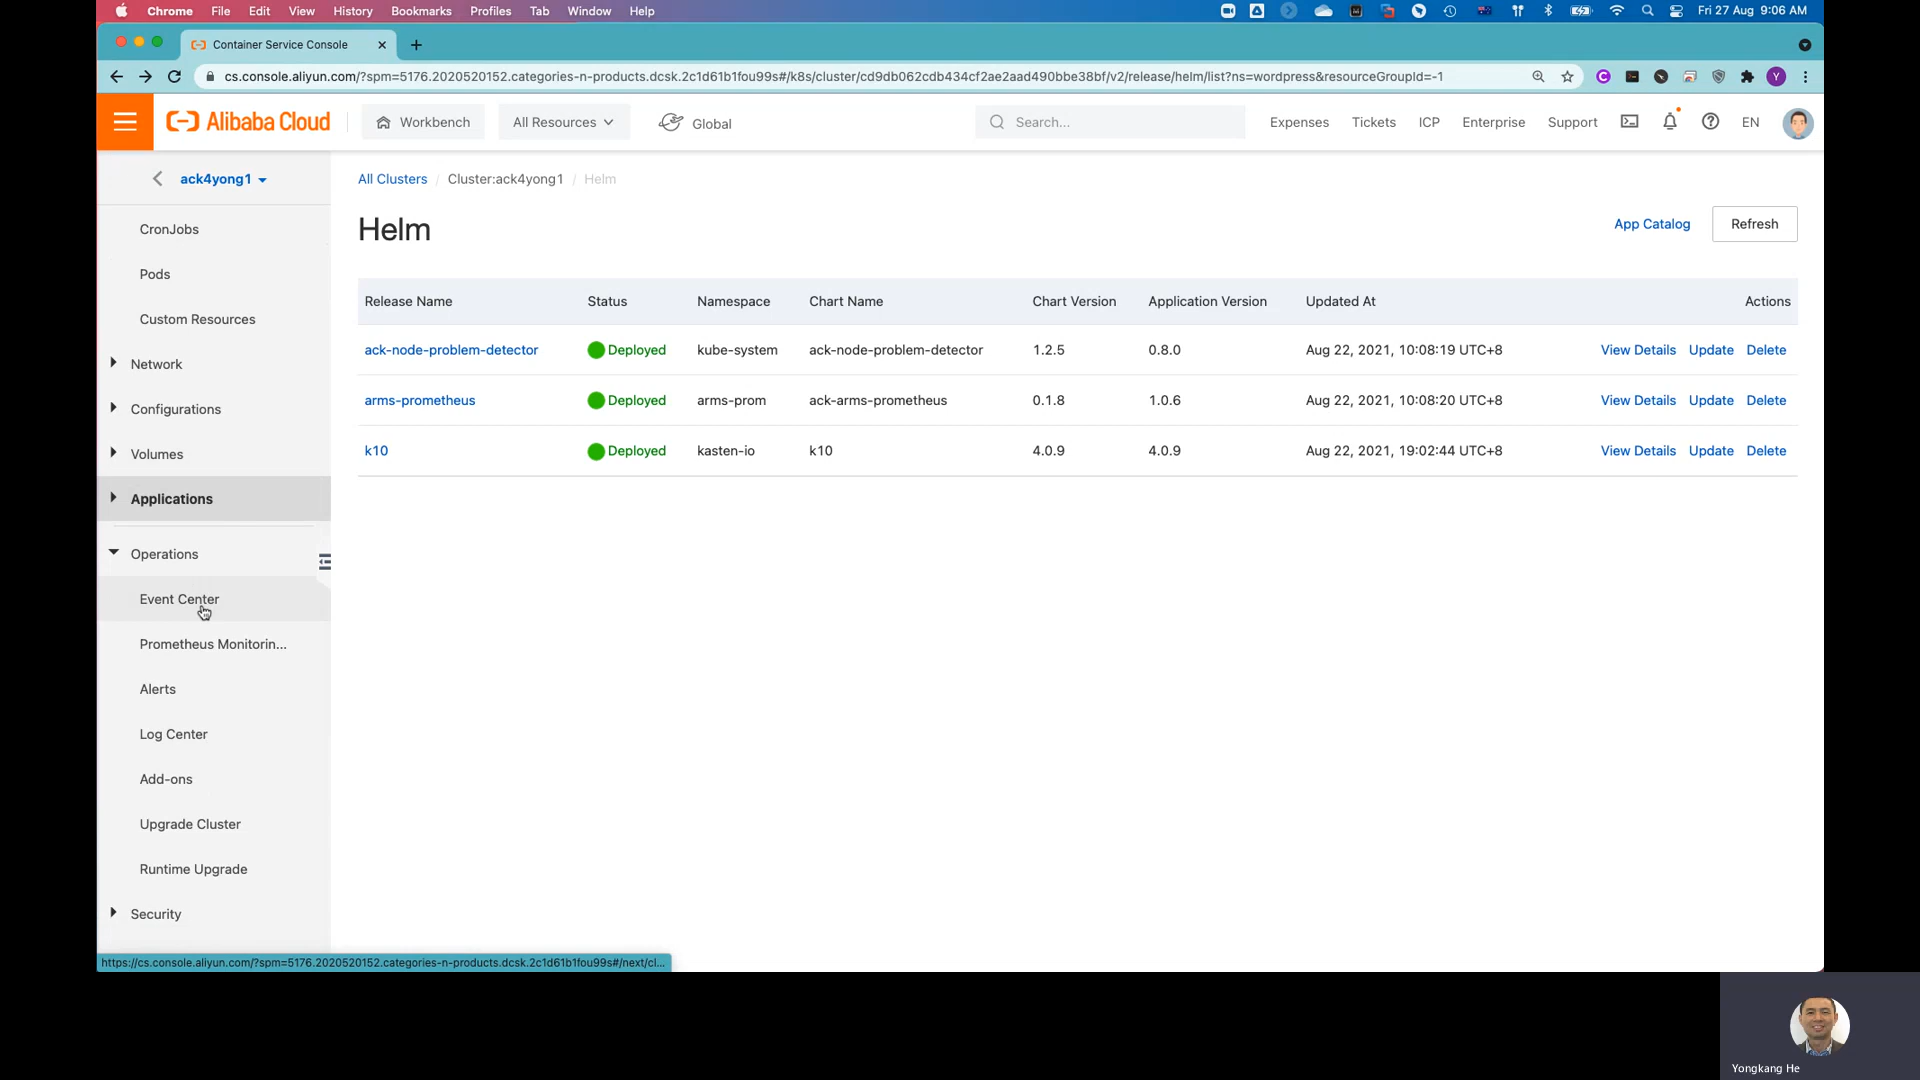 Chrome File Edit View History Bookmarks Profiles Tab Window Help Fri 27 Aug 9:06 AM
Container Service Console
cs.console.aliyun.com/?spm=5176.2020520152.categories-n-products.dcsk.2c1d61b1fou99s#/k8s/cluster/cd9db062cdb434cf2ae2aad490bbe38bf/v2/release/helm/list?ns=wordpress&resourceGroupId=-1
Y
Alibaba Cloud Workbench All Resources Global Search... Expenses Tickets ICP Enterprise Support EN
ack4yong1
CronJobs
Pods
Custom Resources
Network
Configurations
Volumes
Applications
Operations
Event Center
Prometheus Monitorin...
Alerts
Log Center
Add-ons
Upgrade Cluster
Runtime Upgrade
Security
All Clusters / Cluster:ack4yong1 / Helm
Helm
App Catalog Refresh
Release Name Status Namespace Chart Name Chart Version Application Version Updated At Actions
ack-node-problem-detector Deployed kube-system ack-node-problem-detector 1.2.5 0.8.0 Aug 22, 2021, 10:08:19 UTC+8 View Details Update Delete
arms-prometheus Deployed arms-prom ack-arms-prometheus 0.1.8 1.0.6 Aug 22, 2021, 10:08:20 UTC+8 View Details Update Delete
k10 Deployed kasten-io k10 4.0.9 4.0.9 Aug 22, 2021, 19:02:44 UTC+8 View Details Update Delete
https://cs.console.aliyun.com/?spm=5176.2020520152.categories-n-products.dcsk.2c1d61b1fou99s#/next/cl...
Yongkang He